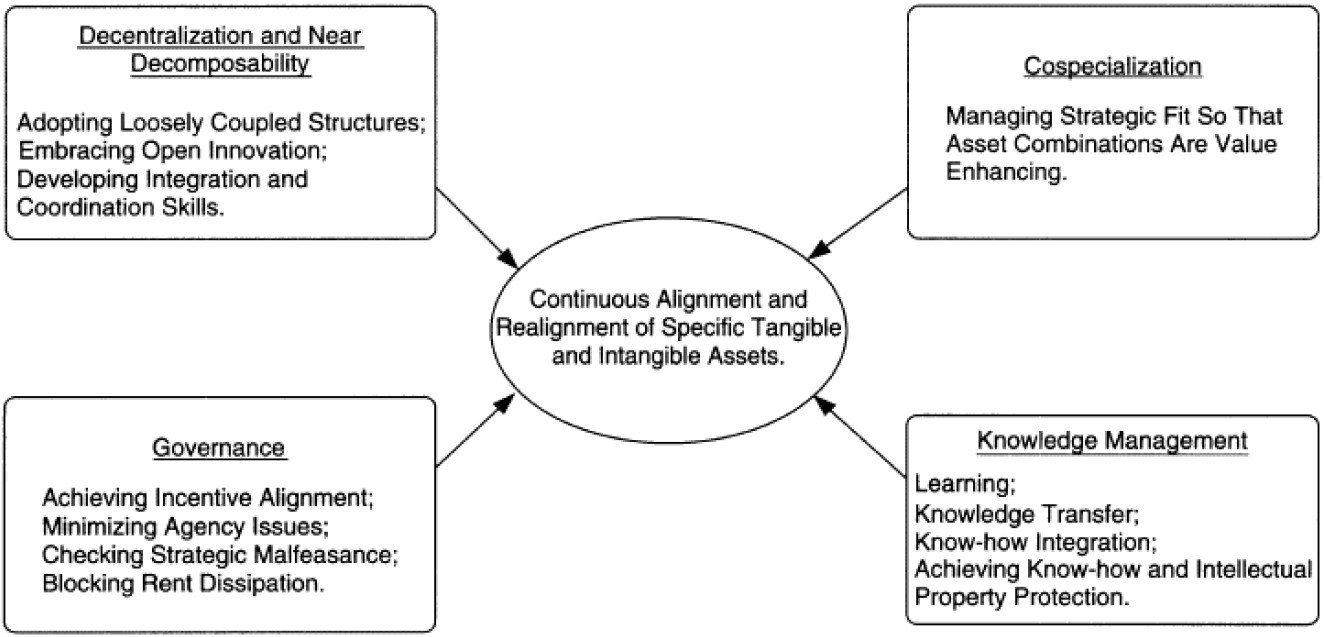 Decentralization and Near
Decomposability
Adopting Loosely Coupled Structures;
Embracing Open Innovation;
Developing Integration and
Coordination Skills.
Cospecialization
Managing Strategic Fit So That
Asset Combinations Are Value
Enhancing.
Continuous Alignment and
Realignment of Specific Tangible
and Intangible Assets.
Governance
Achieving Incentive Alignment;
Minimizing Agency Issues;
Checking Strategic Malfeasance;
Blocking Rent Dissipation.
Knowledge Management
Learning;
Knowledge Transfer;
Know-how Integration;
Achieving Know-how and Intellectual
Property Protection.